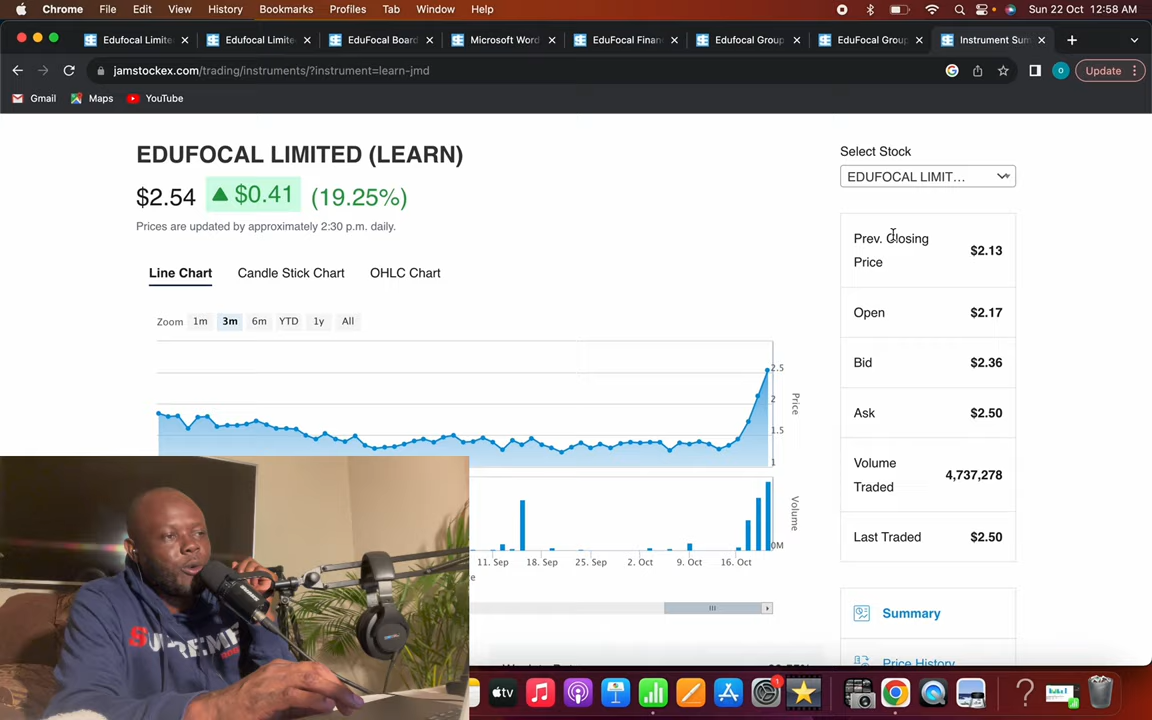 Chrome File Edit View History Bookmarks Profiles Tab Window Help Sun 22 Oct 12:58 AM
Edufocal Limite Edufocal Limite EduFocal Board Microsoft Word EduFocal Finan Edufocal Group EduFocal Group Instrument Sum
jamstockex.com/trading/instruments/?instrument=learn-jmd Update
Gmail Maps YouTube
EDUFOCAL LIMITED (LEARN)
$2.54 $0.41 (19.25%)
Prices are updated by approximately 2:30 p.m. daily.
Line Chart Candle Stick Chart OHLC Chart
Zoom 1m 3m 6m YTD 1y All
2.5
2
1.5
1
Price
Volume
0M
11. Sep 18. Sep 25. Sep 2. Oct 9. Oct 16. Oct
Select Stock
EDUFOCAL LIMIT...
Prev. Closing
Price $2.13
Open $2.17
Bid $2.36
Ask $2.50
Volume
Traded 4,737,278
Last Traded $2.50
Summary
Price History
SUPREME
tv
1